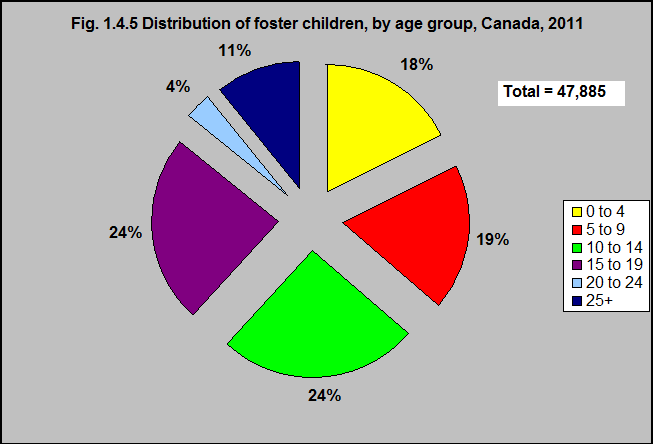 Fig. 1.4.5 Distribution of foster children, by age group, Canada, 2011
11%
18%
4%
Total = 47,885
24%
19%
24%
0 to 4
5 to 9
10 to 14
15 to 19
20 to 24
25+